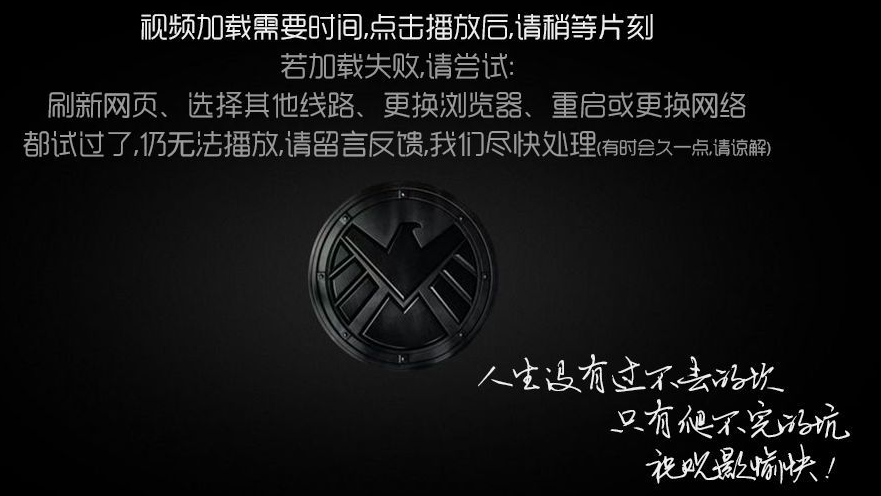 视频加载需要时间,点击播放后,请稍等片刻
若加载失败,请尝试:
刷新网页、选择其他线路、更换浏览器、重启或更换网络
都试过了,仍无法播放,请留言反馈,我们尽快处理(有时会久一点,请谅解)
人生没有过不去的坎
只有爬不完的坑
祝观影愉快!